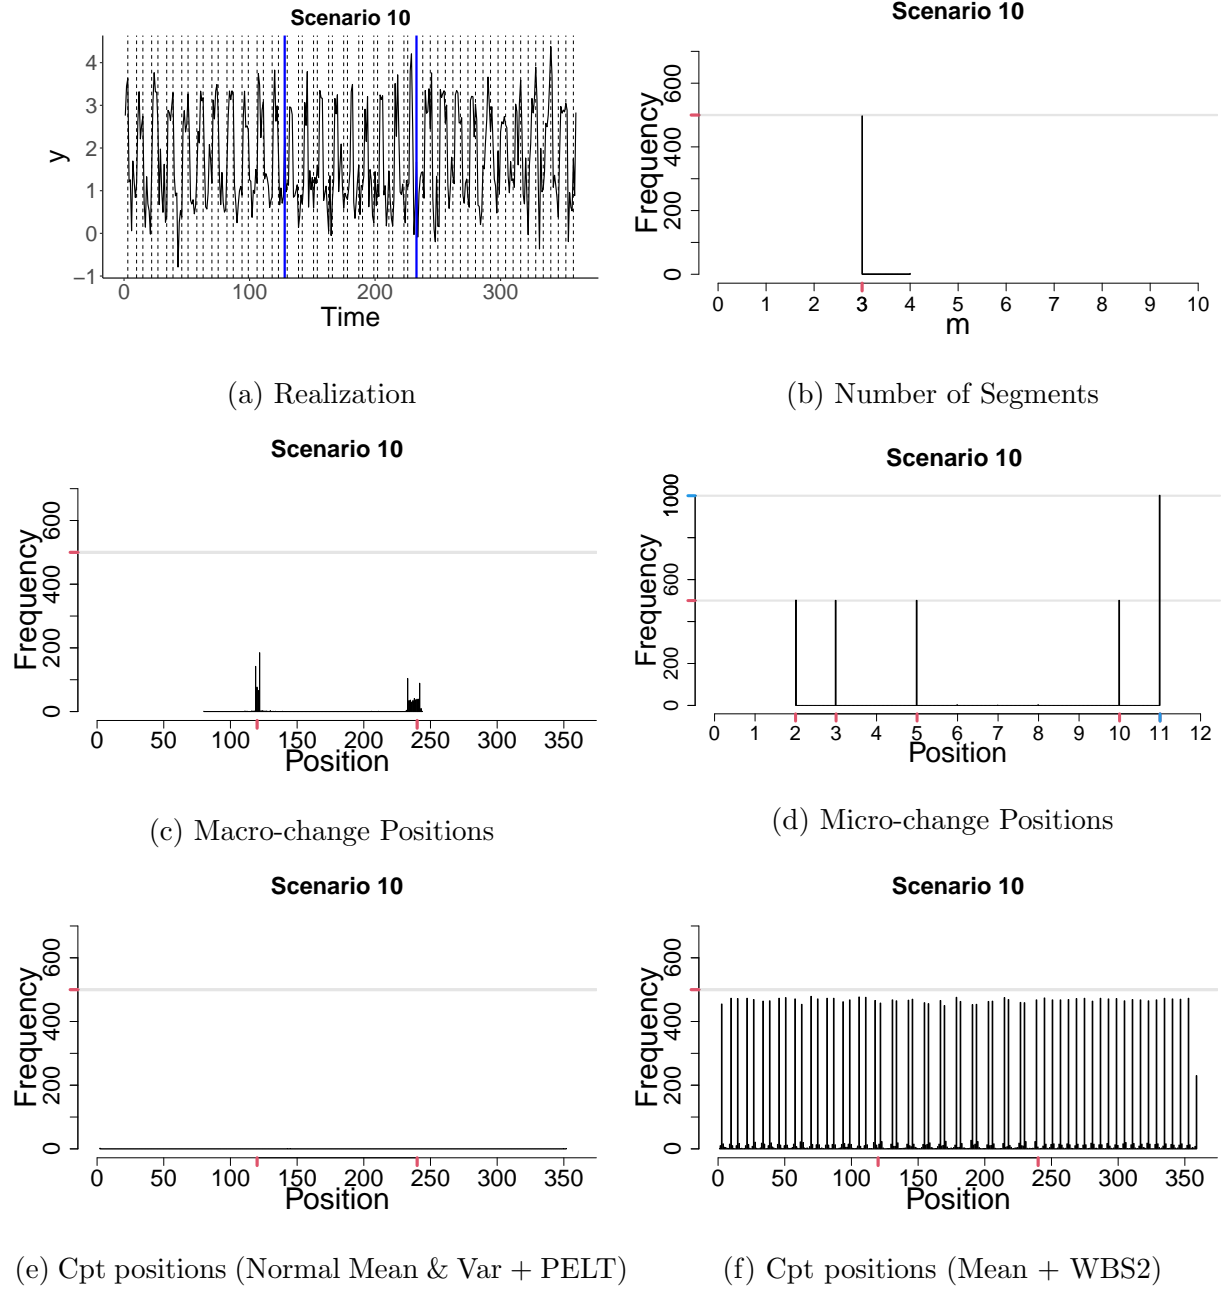 Scenario 10
y
4
3
2
1
0
−1
0 100 200 300
Time
(a) Realization
Scenario 10
Frequency
0 200 400 600
0 1 2 3 4 5 6 7 8 9 10
m
(b) Number of Segments
Scenario 10
Frequency
0 200 400 600
0 50 100 150 200 250 300 350
Position
(c) Macro-change Positions
Scenario 10
Frequency
0 200 600 1000
0 1 2 3 4 5 6 7 8 9 10 11 12
Position
(d) Micro-change Positions
Scenario 10
Frequency
0 200 400 600
0 50 100 150 200 250 300 350
Position
(e) Cpt positions (Normal Mean & Var + PELT)
Scenario 10
Frequency
0 200 400 600
0 50 100 150 200 250 300 350
Position
(f) Cpt positions (Mean + WBS2)